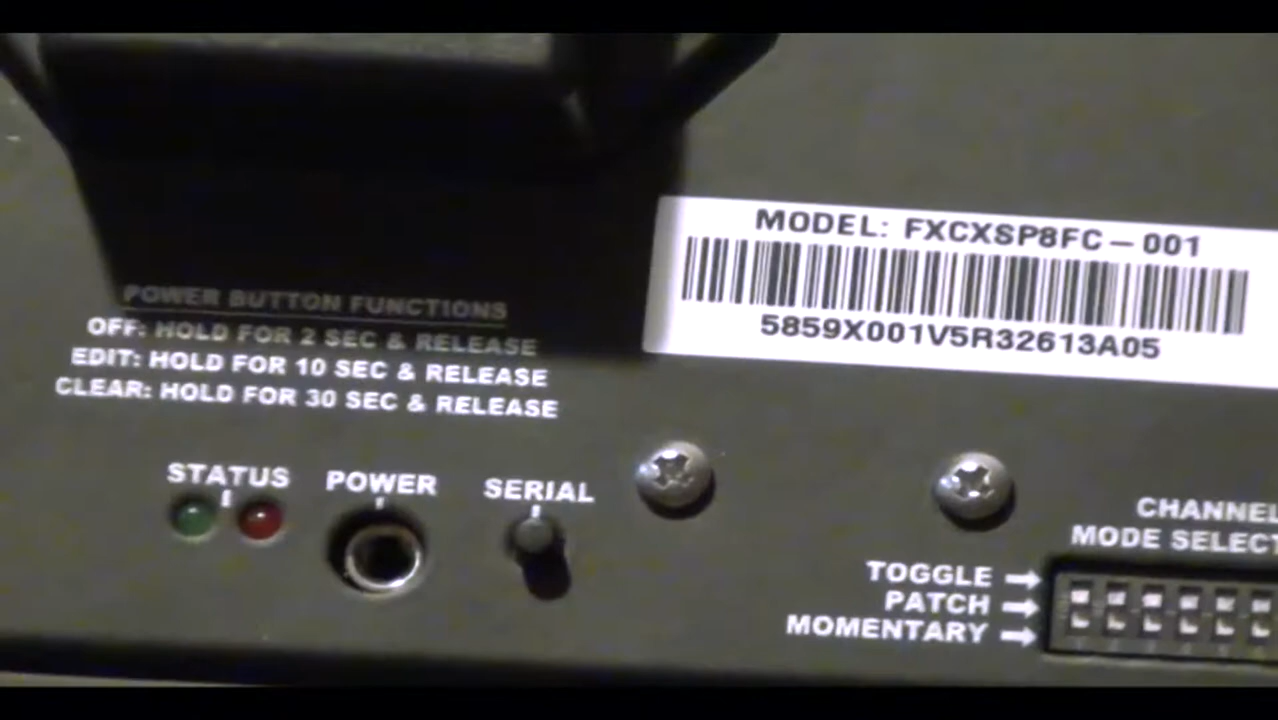 MODEL: FXCXSP8FC-001
5859X001V5R32613A05
POWER BUTTON FUNCTIONS
OFF: HOLD FOR 2 SEC & RELEASE
EDIT: HOLD FOR 10 SEC & RELEASE
CLEAR: HOLD FOR 30 SEC & RELEASE
STATUS
POWER
SERIAL
CHANNEL
MODE SELECT
TOGGLE
PATCH
MOMENTARY